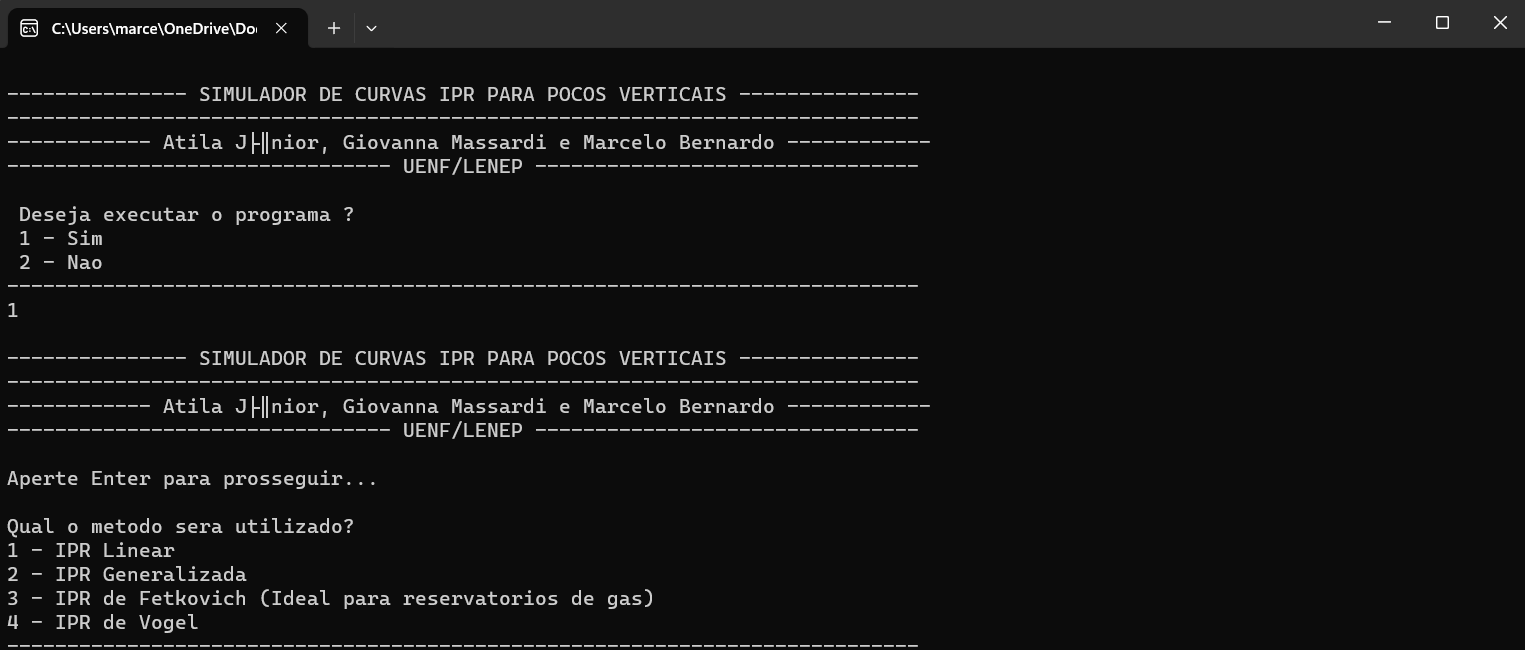 C:\Users\marce\OneDrive\Do
--------------- SIMULADOR DE CURVAS IPR PARA POCOS VERTICAIS ---------------
----------------------------------------------------------------------------
------------ Atila J├║nior, Giovanna Massardi e Marcelo Bernardo ------------
-------------------------------- UENF/LENEP --------------------------------
Deseja executar o programa ?
1 - Sim
2 - Nao
----------------------------------------------------------------------------
1
--------------- SIMULADOR DE CURVAS IPR PARA POCOS VERTICAIS ---------------
----------------------------------------------------------------------------
------------ Atila J├║nior, Giovanna Massardi e Marcelo Bernardo ------------
-------------------------------- UENF/LENEP --------------------------------
Aperte Enter para prosseguir...
Qual o metodo sera utilizado?
1 - IPR Linear
2 - IPR Generalizada
3 - IPR de Fetkovich (Ideal para reservatorios de gas)
4 - IPR de Vogel
----------------------------------------------------------------------------